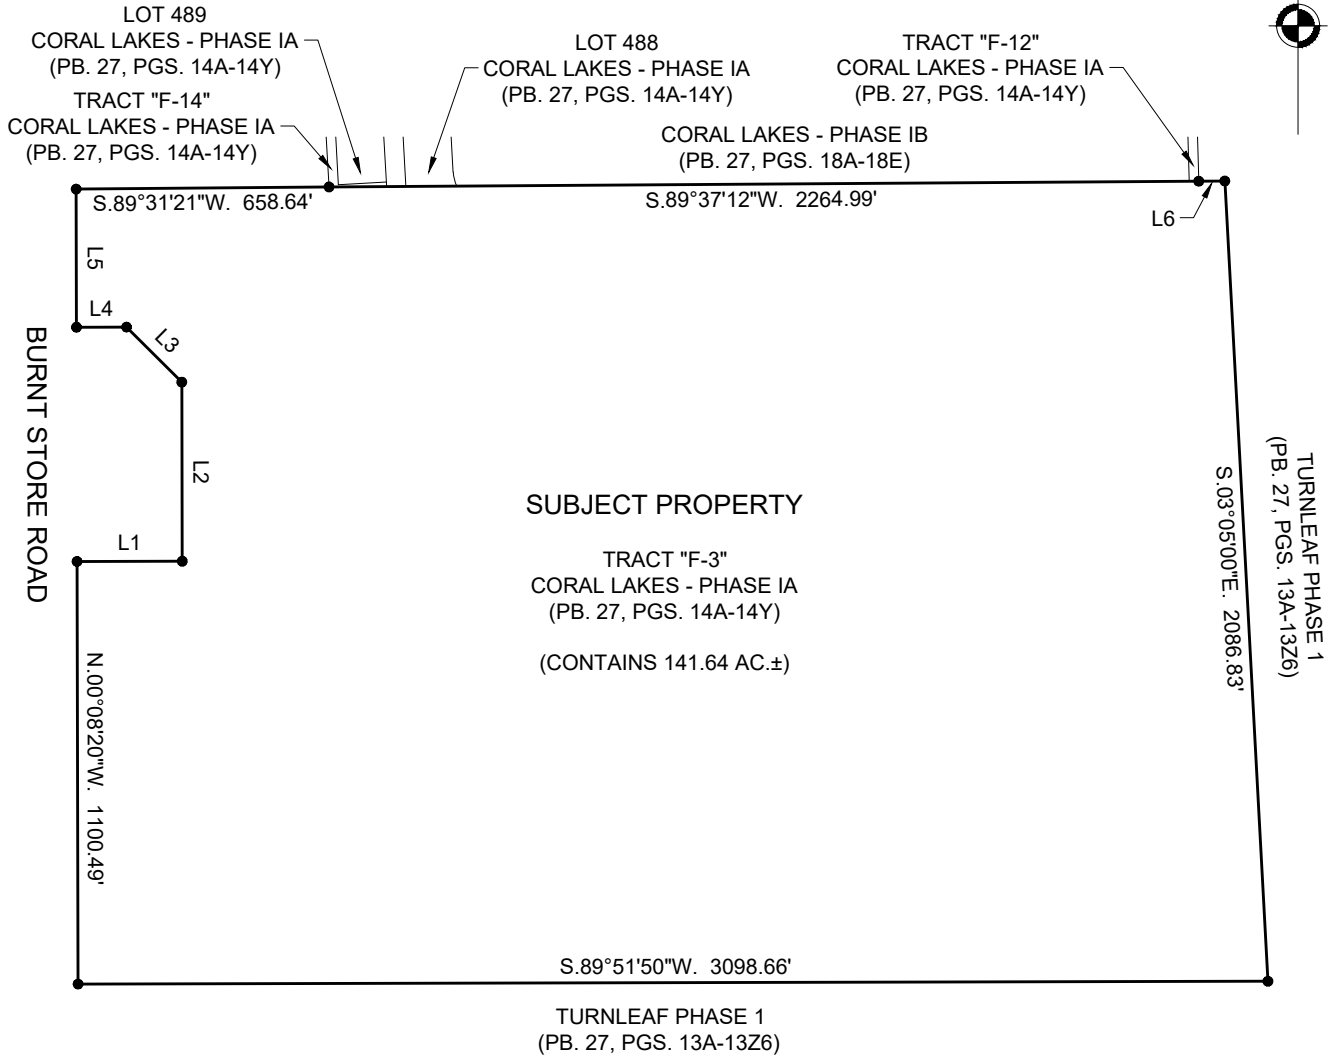 LOT 489
CORAL LAKES - PHASE IA
(PB. 27, PGS. 14A-14Y)
TRACT "F-14"
CORAL LAKES - PHASE IA
(PB. 27, PGS. 14A-14Y)
LOT 488
CORAL LAKES - PHASE IA
(PB. 27, PGS. 14A-14Y)
TRACT "F-12"
CORAL LAKES - PHASE IA
(PB. 27, PGS. 14A-14Y)
CORAL LAKES - PHASE IB
(PB. 27, PGS. 18A-18E)
S.89°31'21"W. 658.64'
S.89°37'12"W. 2264.99'
L6
L5
L4
L3
L2
L1
BURNT STORE ROAD
N.00°08'20"W. 1100.49'
SUBJECT PROPERTY
TRACT "F-3"
CORAL LAKES - PHASE IA
(PB. 27, PGS. 14A-14Y)
(CONTAINS 141.64 AC.±)
S.03°05'00"E. 2086.83'
TURNLEAF PHASE 1
(PB. 27, PGS. 13A-13Z6)
S.89°51'50"W. 3098.66'
TURNLEAF PHASE 1
(PB. 27, PGS. 13A-13Z6)